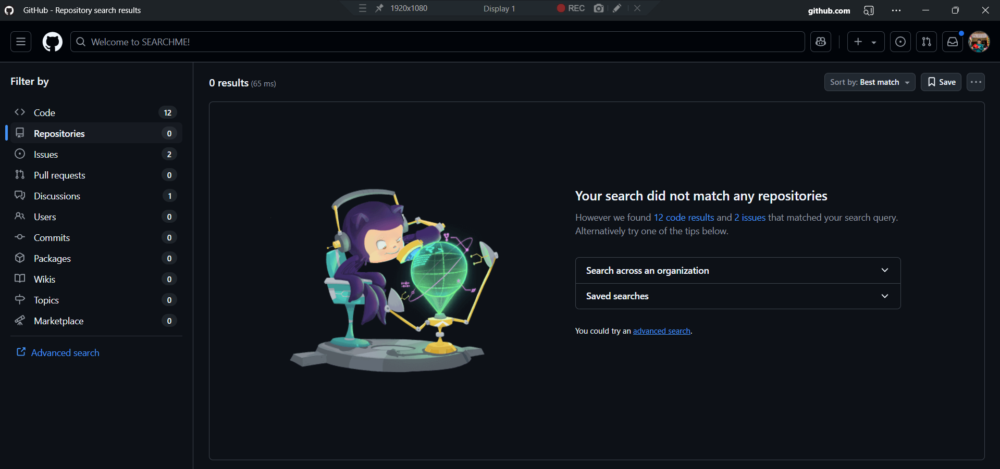 GitHub - Repository search results
1920x1080
Display 1
REC
github.com
Welcome to SEARCHME!
Filter by
Code 12
Repositories 0
Issues 2
Pull requests 0
Discussions 1
Users 0
Commits 0
Packages 0
Wikis 0
Topics 0
Marketplace 0
Advanced search
0 results (65 ms)
Sort by: Best match
Save
Your search did not match any repositories
However we found 12 code results and 2 issues that matched your search query.
Alternatively try one of the tips below.
Search across an organization
Saved searches
You could try an advanced search.